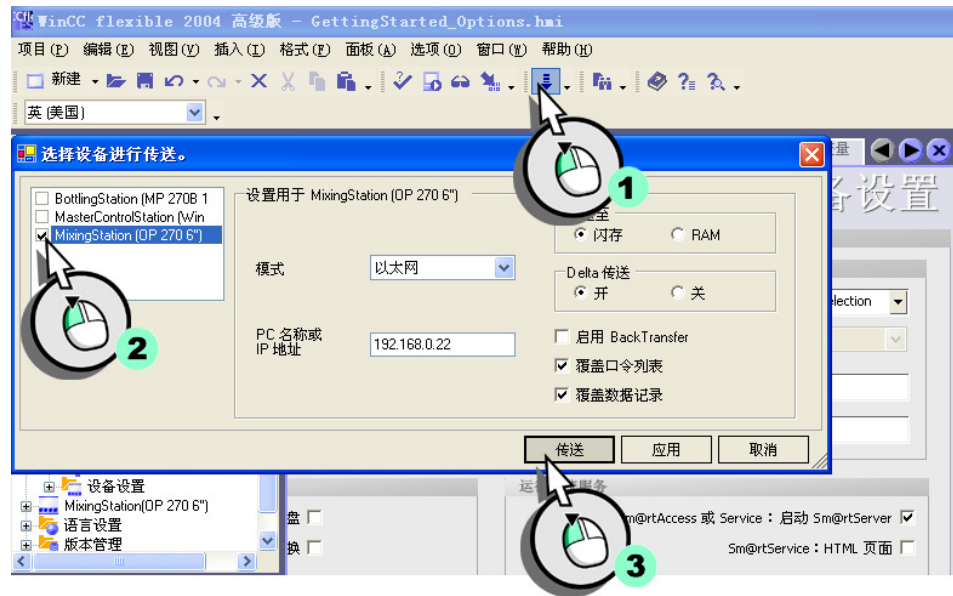 WinCC flexible 2004 高级版 - GettingStarted_Options.hmi
项目(P) 编辑(E) 视图(V) 插入(I) 格式(F) 面板(A) 选项(O) 窗口(W) 帮助(H)
新建
英(美国)
选择设备进行传送。
量
1
备设置
BottlingStation (MP 270B 1
MasterControlStation (Win
MixingStation (OP 270 6")
设置用于 MixingStation (OP 270 6")
至
闪存 RAM
模式 以太网
Delta 传送
开 关
election
2
PC 名称或
IP 地址
192.168.0.22
启用 BackTransfer
覆盖口令列表
覆盖数据记录
传送 应用 取消
设备设置
MixingStation(OP 270 6")
语言设置
版本管理
盘
换
运 服务
m@rtAccess 或 Service：启动 Sm@rtServer
Sm@rtService：HTML 页面
3